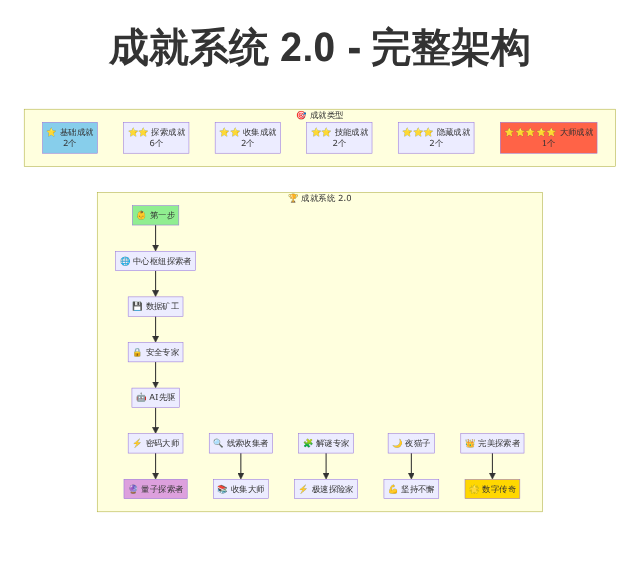 成就系统 2.0 - 完整架构
🎯 成就类型
⭐ 基础成就
2个
⭐⭐ 探索成就
6个
⭐⭐ 收集成就
2个
⭐⭐ 技能成就
2个
⭐⭐⭐ 隐藏成就
2个
⭐⭐⭐⭐⭐ 大师成就
1个
🏆 成就系统 2.0
👶 第一步
🌐 中心枢纽探索者
💾 数据矿工
🔒 安全专家
🤖 AI先驱
⚡ 密码大师
🔍 线索收集者
🧩 解谜专家
🌙 夜猫子
👑 完美探索者
🔮 量子探索者
📚 收集大师
⚡ 极速探险家
💪 坚持不懈
🌟 数字传奇